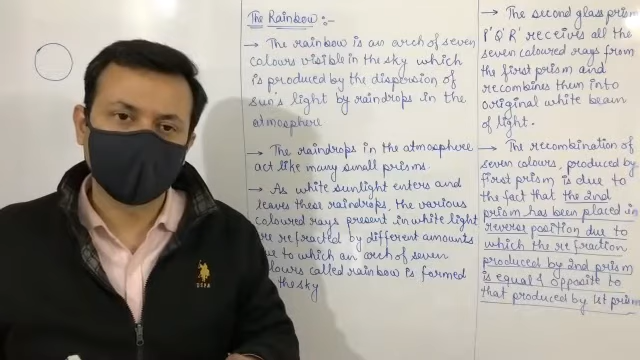 The Rainbow :-
→ The rainbow is an arch of seven
colours visible in the sky which
is produced by the dispersion of
sun's light by raindrops in the
atmosphere
→ The raindrops in the atmosphere
act like many small prisms.
→ As white sunlight enters and
leaves these raindrops, the various
coloured rays present in white light
are refracted by different amounts
due to which an arch of seven
colours called rainbow is formed
the sky
→ The second glass prism
P'Q'R' receives all the
seven coloured rays from
the first prism and
recombines them into
original white beam
of light.
→ The recombination of
seven colours, produced by
first prism is due to
the fact that the 2nd
prism has been placed in
reverse position due to
which the refraction
produced by 2nd prism
is equal & opposite to
that produced by 1st prism